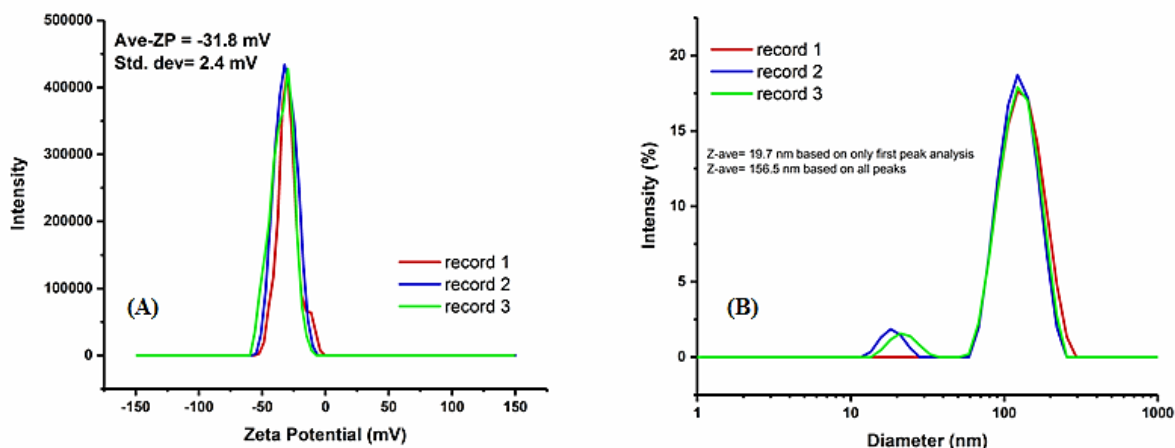 500000
400000
300000
200000
100000
0
Intensity
Ave-ZP = -31.8 mV
Std. dev= 2.4 mV
record 1
record 2
record 3
(A)
-150 -100 -50 0 50 100 150
Zeta Potential (mV)
20
15
10
5
0
Intensity (%)
record 1
record 2
record 3
Z-ave= 19.7 nm based on only first peak analysis
Z-ave= 156.5 nm based on all peaks
(B)
1 10 100 1000
Diameter (nm)